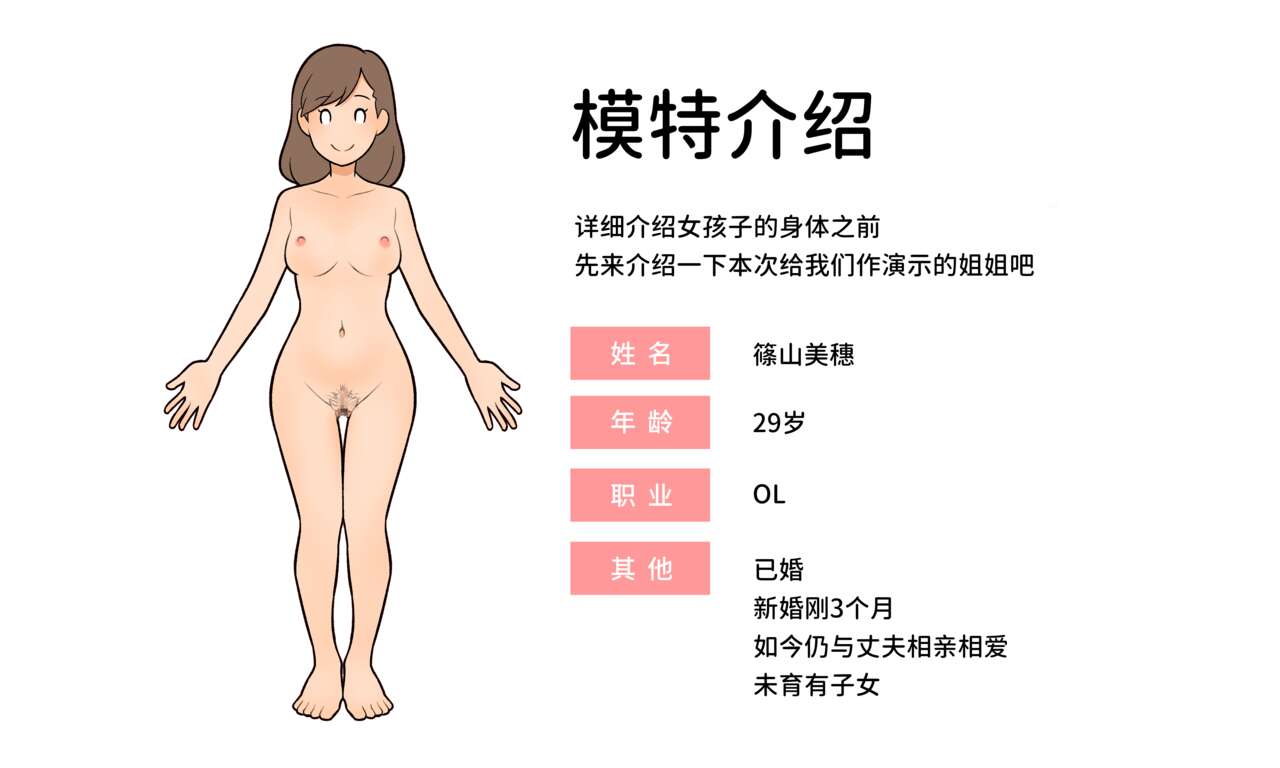 模特介绍
详细介绍女孩子的身体之前
先来介绍一下本次给我们作演示的姐姐吧
姓名 篠山美穗
年龄 29岁
职业 OL
其他 已婚
新婚刚3个月
如今仍与丈夫相亲相爱
未育有子女